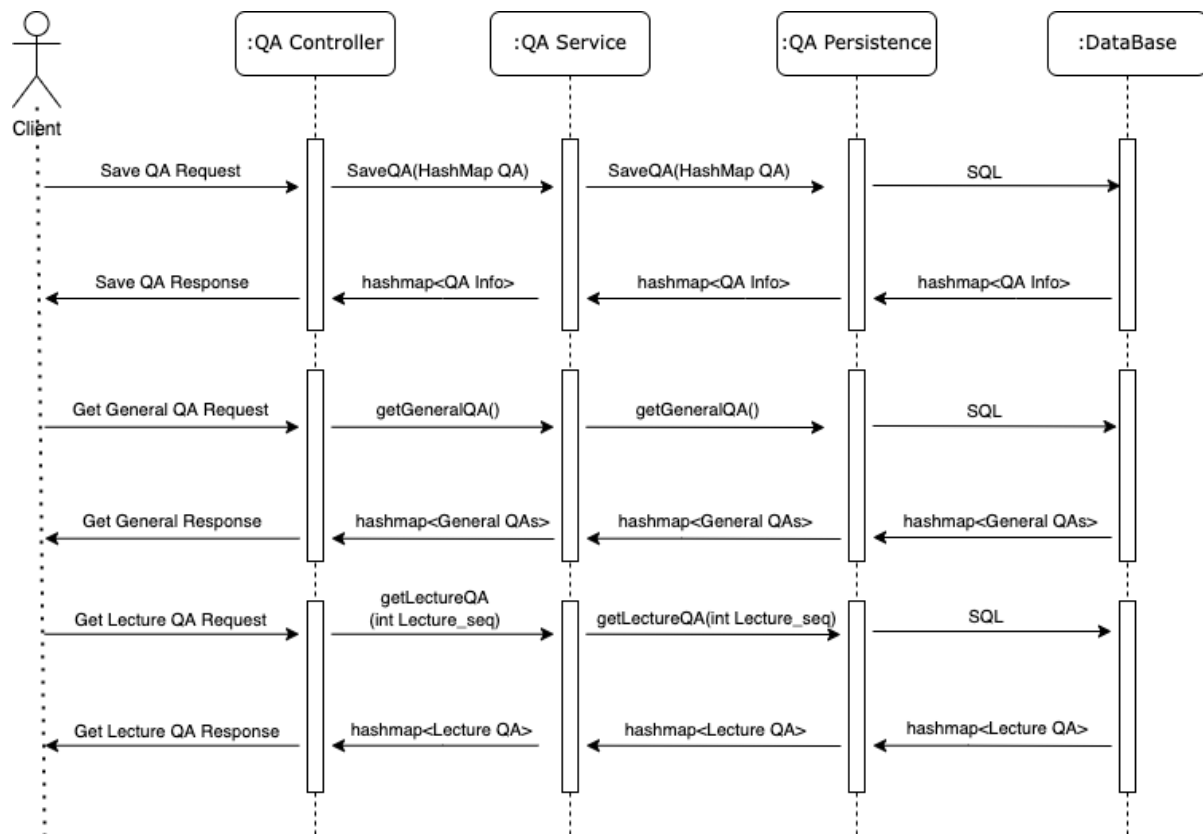 :QA Controller
:QA Service
:QA Persistence
:DataBase
Client
Save QA Request
SaveQA(HashMap QA)
SaveQA(HashMap QA)
SQL
Save QA Response
hashmap<QA Info>
hashmap<QA Info>
hashmap<QA Info>
Get General QA Request
getGeneralQA()
getGeneralQA()
SQL
Get General Response
hashmap<General QAs>
hashmap<General QAs>
hashmap<General QAs>
Get Lecture QA Request
getLectureQA
(int Lecture_seq)
getLectureQA(int Lecture_seq)
SQL
Get Lecture QA Response
hashmap<Lecture QA>
hashmap<Lecture QA>
hashmap<Lecture QA>